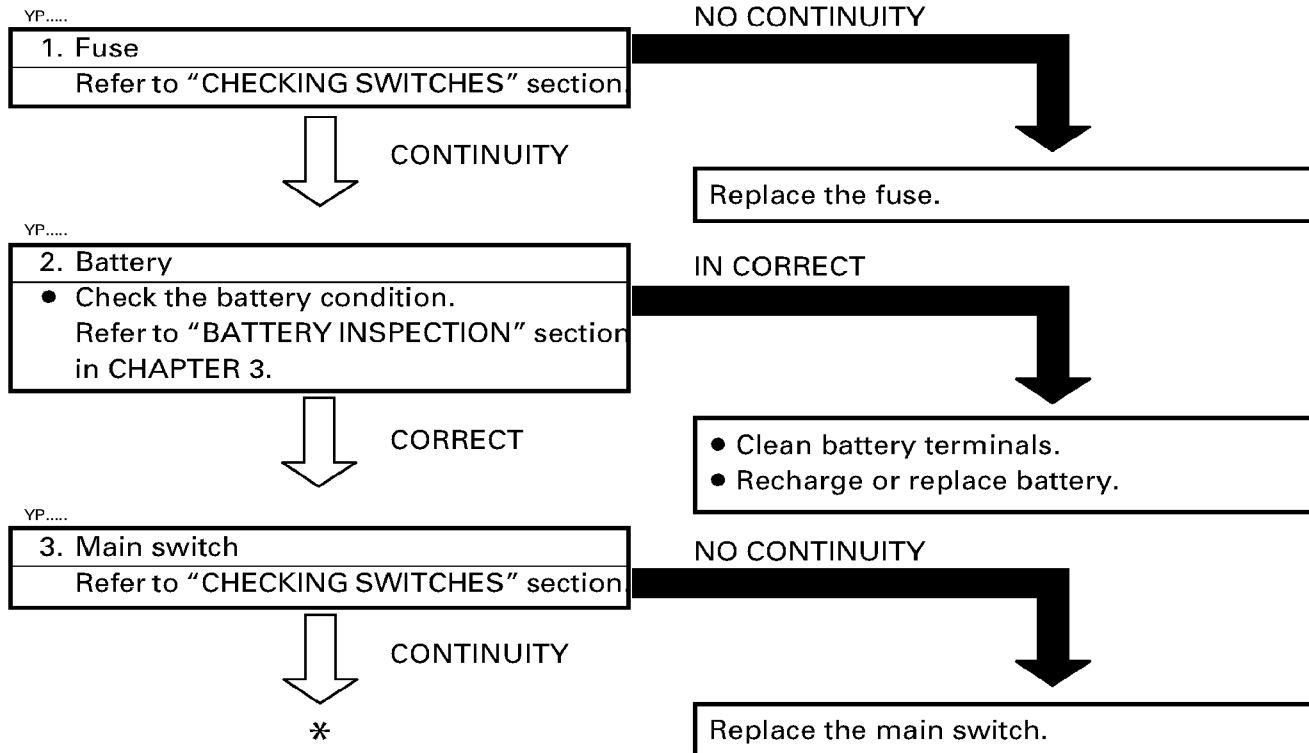 YP.....
NO CONTINUITY
1. Fuse
Refer to “CHECKING SWITCHES” section.
CONTINUITY
Replace the fuse.
YP.....
2. Battery
IN CORRECT
● Check the battery condition.
Refer to “BATTERY INSPECTION” section
in CHAPTER 3.
CORRECT
● Clean battery terminals.
● Recharge or replace battery.
YP.....
3. Main switch
NO CONTINUITY
Refer to “CHECKING SWITCHES” section.
CONTINUITY
*
Replace the main switch.